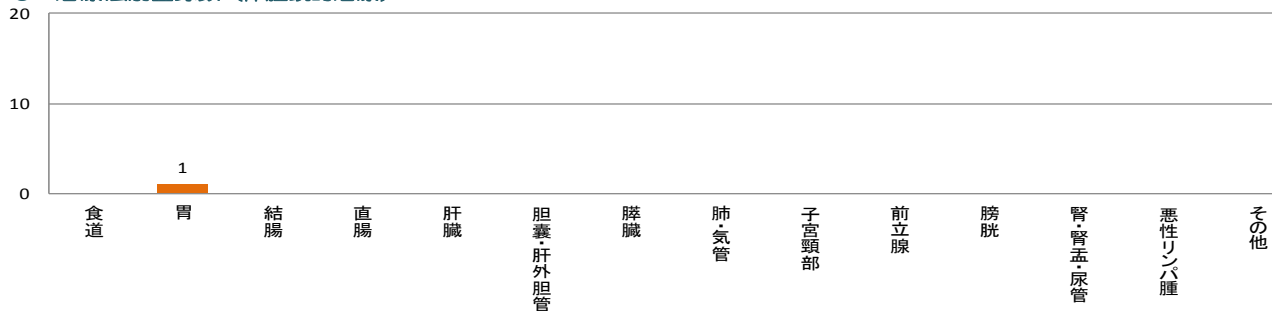 20
10
0
1
食道
胃
結腸
直腸
肝臓
胆嚢・肝外胆管
膵臓
肺・気管
子宮頸部
前立腺
膀胱
腎・腎盂・尿管
悪性リンパ腫
その他